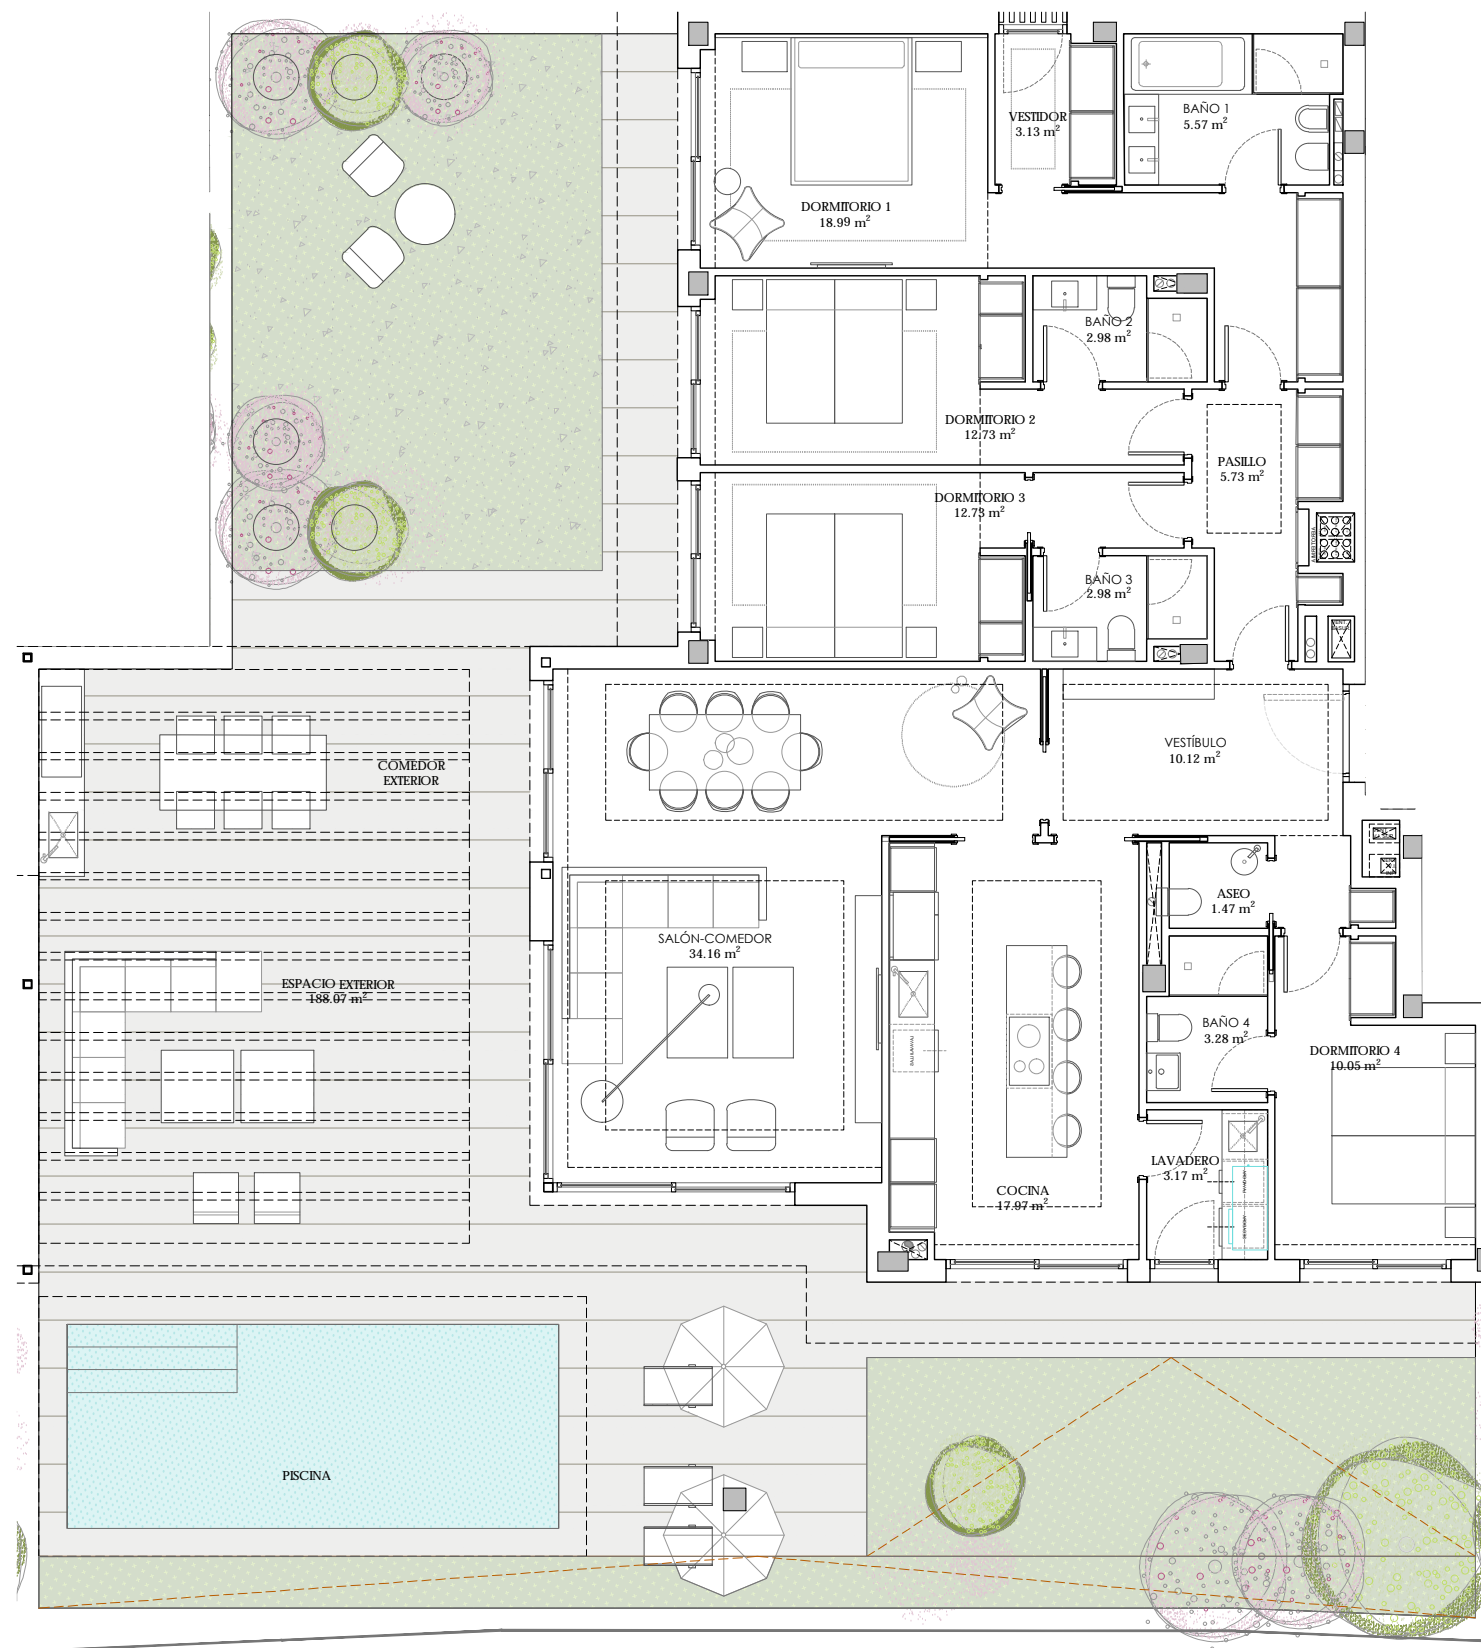 BAÑO 1
5.57 m²
VESTIDOR
3.13 m²
DORMITORIO 1
18.99 m²
BAÑO 2
2.98 m²
DORMITORIO 2
12.73 m²
PASILLO
5.73 m²
DORMITORIO 3
12.73 m²
BAÑO 3
2.98 m²
VESTÍBULO
10.12 m²
COMEDOR
EXTERIOR
ASEO
1.47 m²
SALÓN-COMEDOR
34.16 m²
ESPACIO EXTERIOR
188.07 m²
BAÑO 4
3.28 m²
DORMITORIO 4
10.05 m²
LAVADERO
3.17 m²
COCINA
17.97 m²
PISCINA